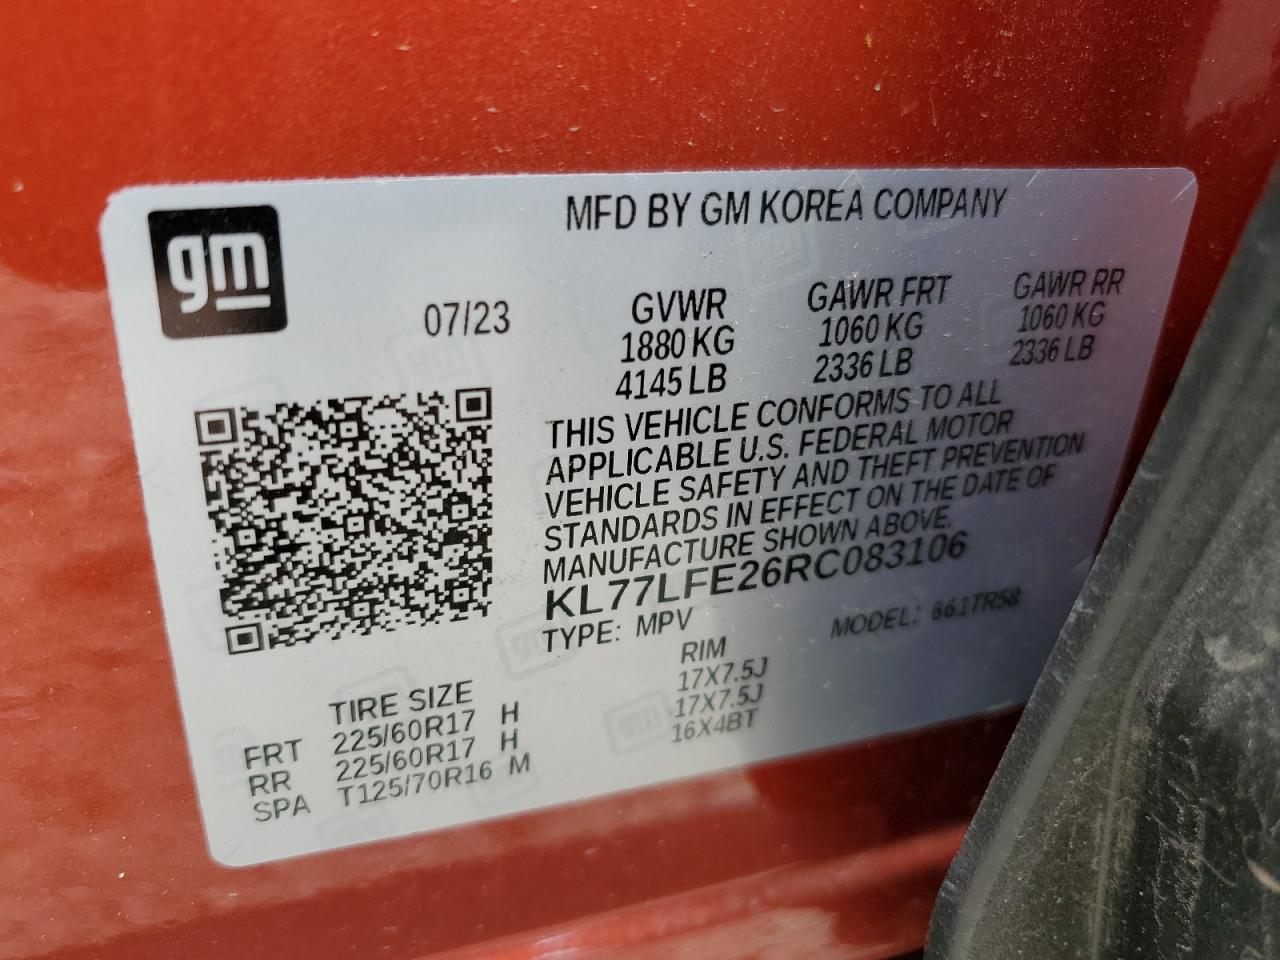 gm
MFD BY GM KOREA COMPANY
07/23
GVWR GAWR FRT GAWR RR
1880 KG 1060 KG 1060 KG
4145 LB 2336 LB 2336 LB
THIS VEHICLE CONFORMS TO ALL
APPLICABLE U.S. FEDERAL MOTOR
VEHICLE SAFETY AND THEFT PREVENTION
STANDARDS IN EFFECT ON THE DATE OF
MANUFACTURE SHOWN ABOVE.
KL77LFE26RC083106
TYPE: MPV MODEL: 661TR58
TIRE SIZE RIM
FRT 225/60R17 H 17X7.5J
RR 225/60R17 H 17X7.5J
SPA T125/70R16 M 16X4BT